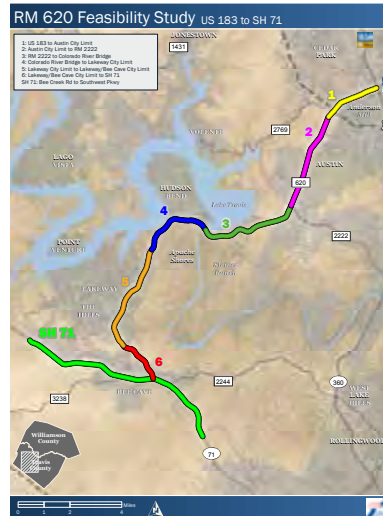 RM 620 Feasibility Study US 183 to SH 71
1: US 183 to Austin City Limit
2: Austin City Limit to RM 2222
3: RM 2222 to Colorado River Bridge
4: Colorado River Bridge to Lakeway City Limit
5: Lakeway City Limit to Lakeway/Bee Cave City Limit
6: Lakeway/Bee Cave City Limit to SH 71
SH 71: Bee Creek Rd to Southwest Pkwy
JONESTOWN
1431
CEDAR
PARK
1
Anderson
Mill
2769
2
VOLENTE
AUSTIN
LAGO
VISTA
620
HUDSON
BEND
Lake Travis
4
3
2222
POINT
VENTURE
Apache
Shores
Steiner
Ranch
5
LAKEWAY
THE
HILLS
SH 71
6
2244
360
WEST
LAKE
HILLS
BEE CAVE
3238
Williamson
County
Travis
County
ROLLINGWOOD
71
Miles
0 1 2 4